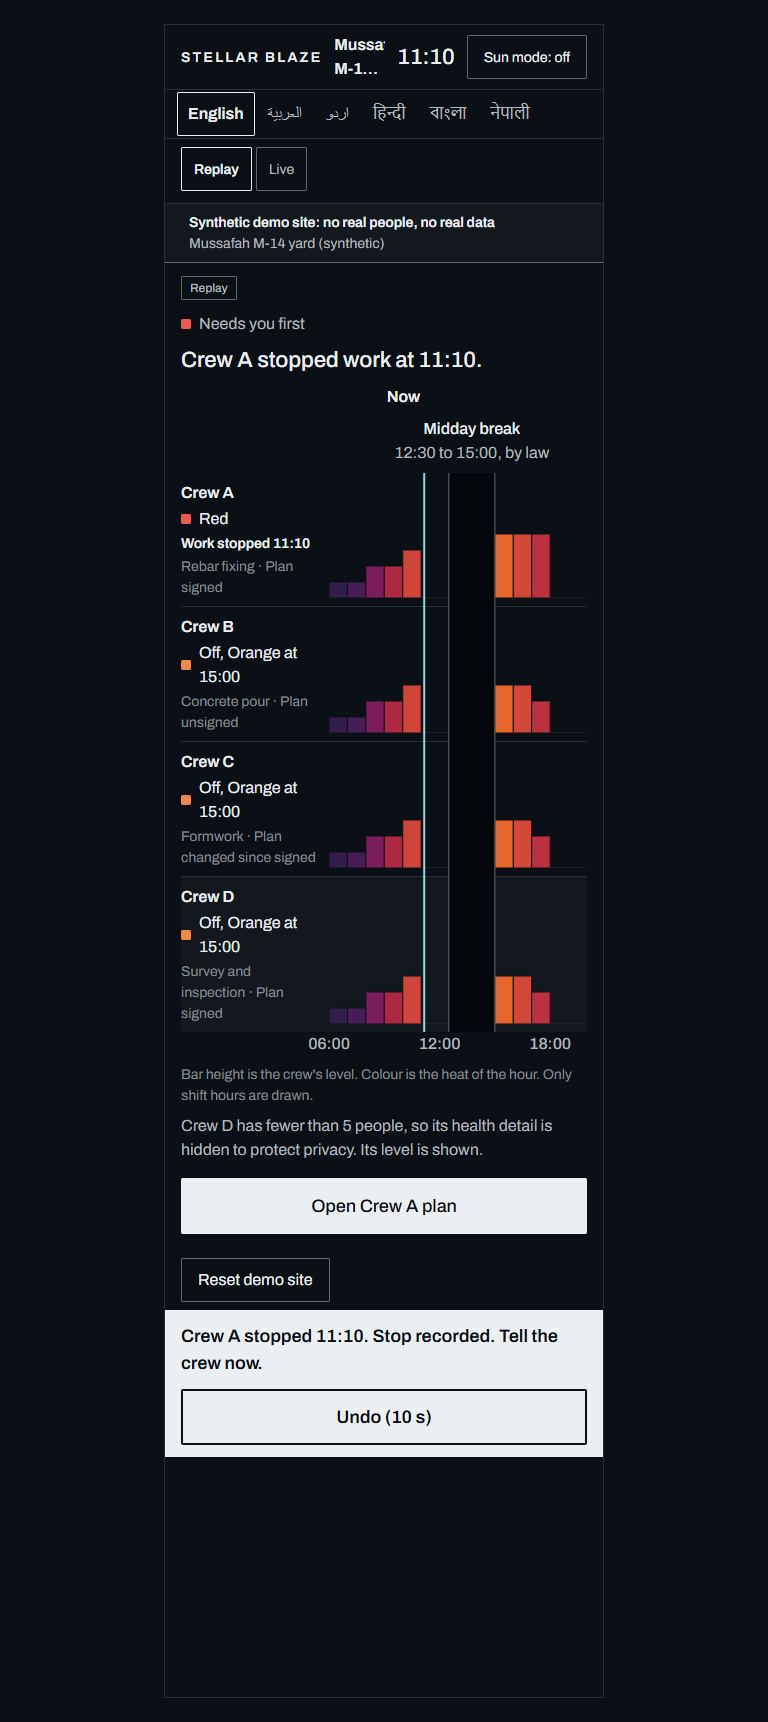 STELLAR BLAZE
Mussa
M-1...
11:10
Sun mode: off
English
العربية
اردو
हिन्दी
বাংলা
नेपाली
Replay
Live
Synthetic demo site: no real people, no real data
Mussafah M-14 yard (synthetic)
Replay
Needs you first
Crew A stopped work at 11:10.
Now
Midday break
12:30 to 15:00, by law
Crew A
Red
Work stopped 11:10
Rebar fixing · Plan
signed
Crew B
Off, Orange at
15:00
Concrete pour · Plan
unsigned
Crew C
Off, Orange at
15:00
Formwork · Plan
changed since signed
Crew D
Off, Orange at
15:00
Survey and
inspection · Plan
signed
06:00
12:00
18:00
Bar height is the crew's level. Colour is the heat of the hour. Only
shift hours are drawn.
Crew D has fewer than 5 people, so its health detail is
hidden to protect privacy. Its level is shown.
Open Crew A plan
Reset demo site
Crew A stopped 11:10. Stop recorded. Tell the
crew now.
Undo (10 s)